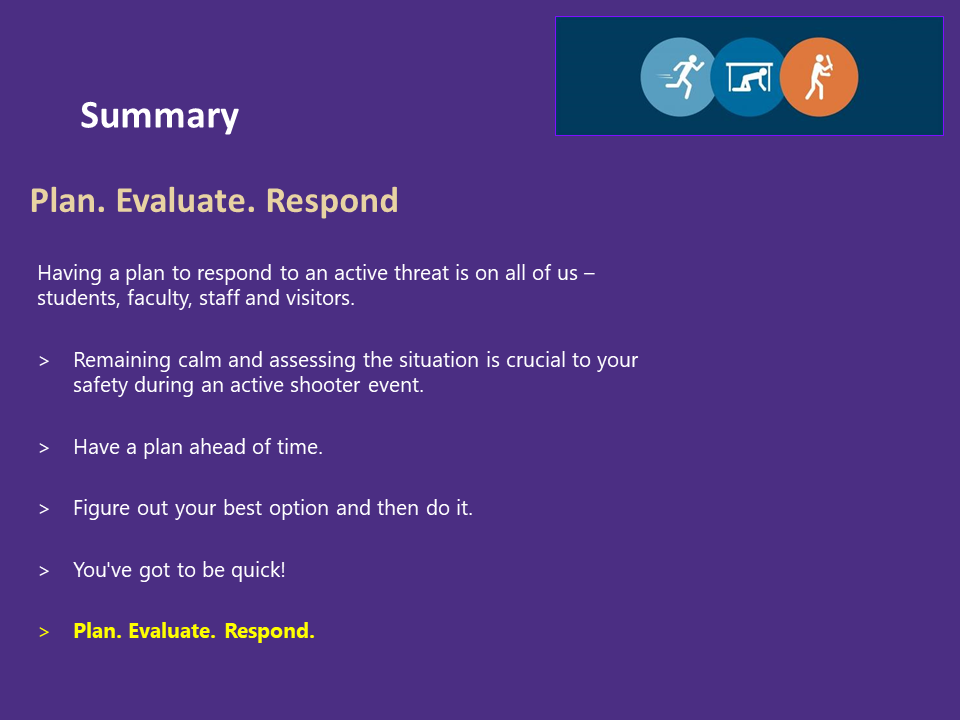 Summary
Plan. Evaluate. Respond
Having a plan to respond to an active threat is on all of us –
students, faculty, staff and visitors.
> Remaining calm and assessing the situation is crucial to your
safety during an active shooter event.
> Have a plan ahead of time.
> Figure out your best option and then do it.
> You've got to be quick!
> Plan. Evaluate. Respond.